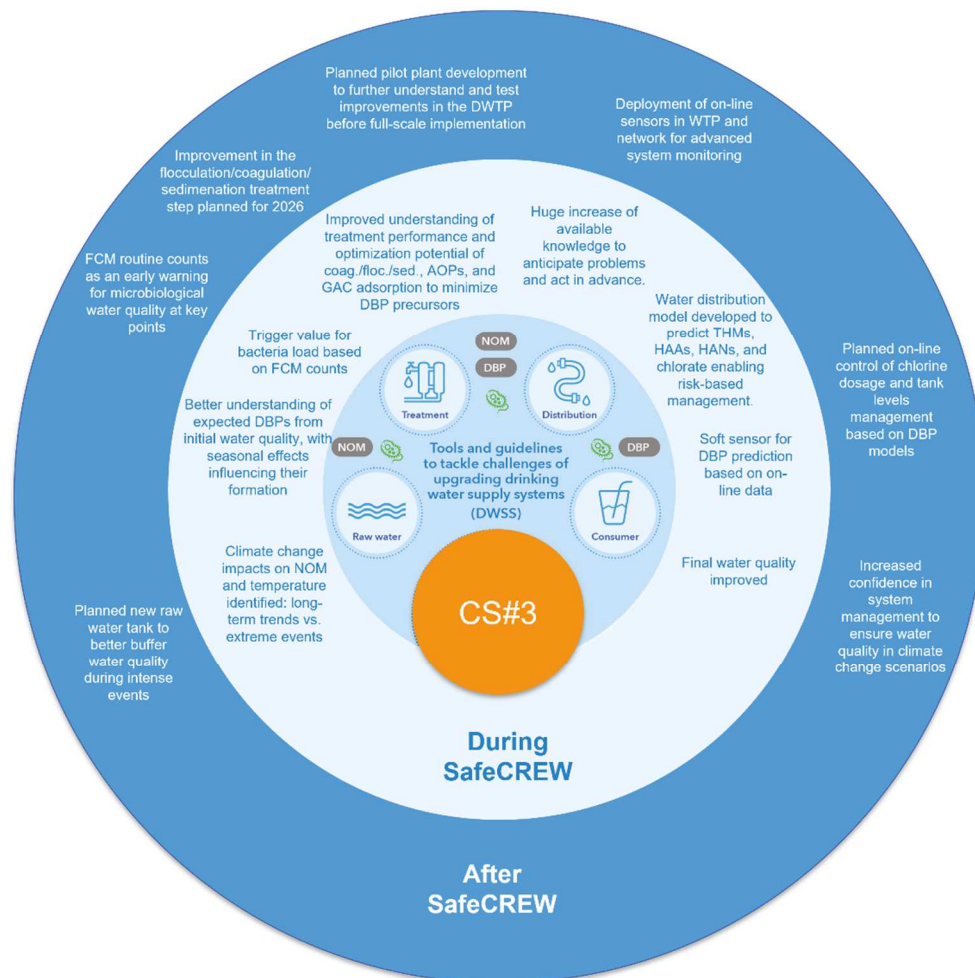 Planned pilot plant development
to further understand and test
improvements in the DWTP
before full-scale implementation
Deployment of on-line
sensors in WTP and
network for advanced
system monitoring
Improvement in the
flocculation/coagulation/
sedimenation treatment
step planned for 2026
FCM routine counts
as an early warning
for microbiological
water quality at key
points
Planned new raw
water tank to
better buffer
water quality
during intense
events
Planned on-line
control of chlorine
dosage and tank
levels
management
based on DBP
models
Increased
confidence in
system
management to
ensure water
quality in climate
change scenarios
Improved understanding of
treatment performance and
optimization potential of
coag./floc./sed., AOPs, and
GAC adsorption to minimize
DBP precursors
Huge increase of
available
knowledge to
anticipate problems
and act in advance.
Trigger value for
bacteria load based
on FCM counts
Better understanding of
expected DBPs from
initial water quality, with
seasonal effects
influencing their
formation
Climate change
impacts on NOM
and temperature
identified: long-
term trends vs.
extreme events
Water distribution
model developed to
predict THMs,
HAAs, HANs, and
chlorate enabling
risk-based
management.
Soft sensor for
DBP prediction
based on on-
line data
Final water quality
improved
NOM
DBP
Treatment
Distribution
NOM
DBP
Tools and guidelines
to tackle challenges of
upgrading drinking
water supply systems
(DWSS)
Raw water
Consumer
CS#3
During
SafeCREW
After
SafeCREW